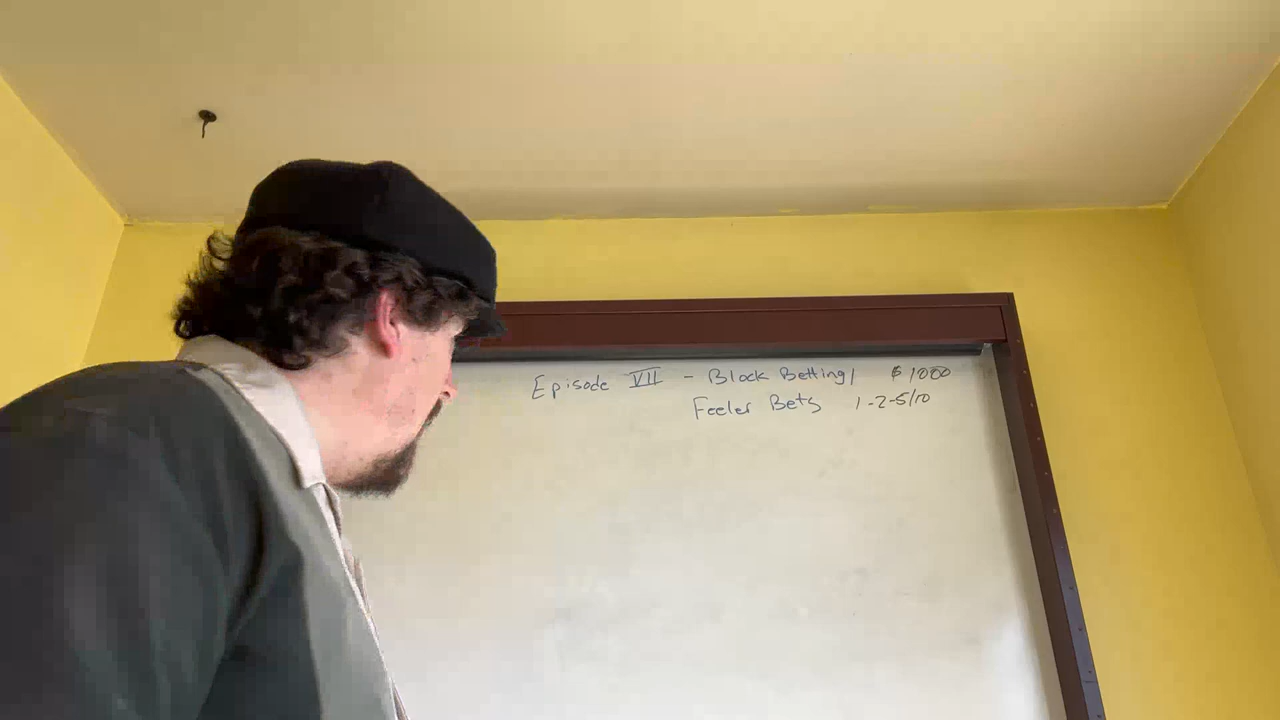 Episode VII - Block Betting/ $1000
Feeler Bets 1-2-5/10